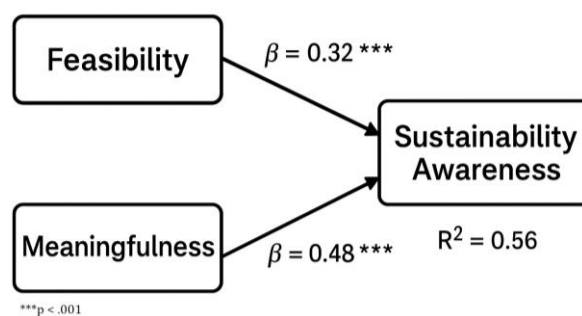 Feasibility
β = 0.32 ***
Sustainability
Awareness
Meaningfulness
β = 0.48 ***
R² = 0.56
***p < .001